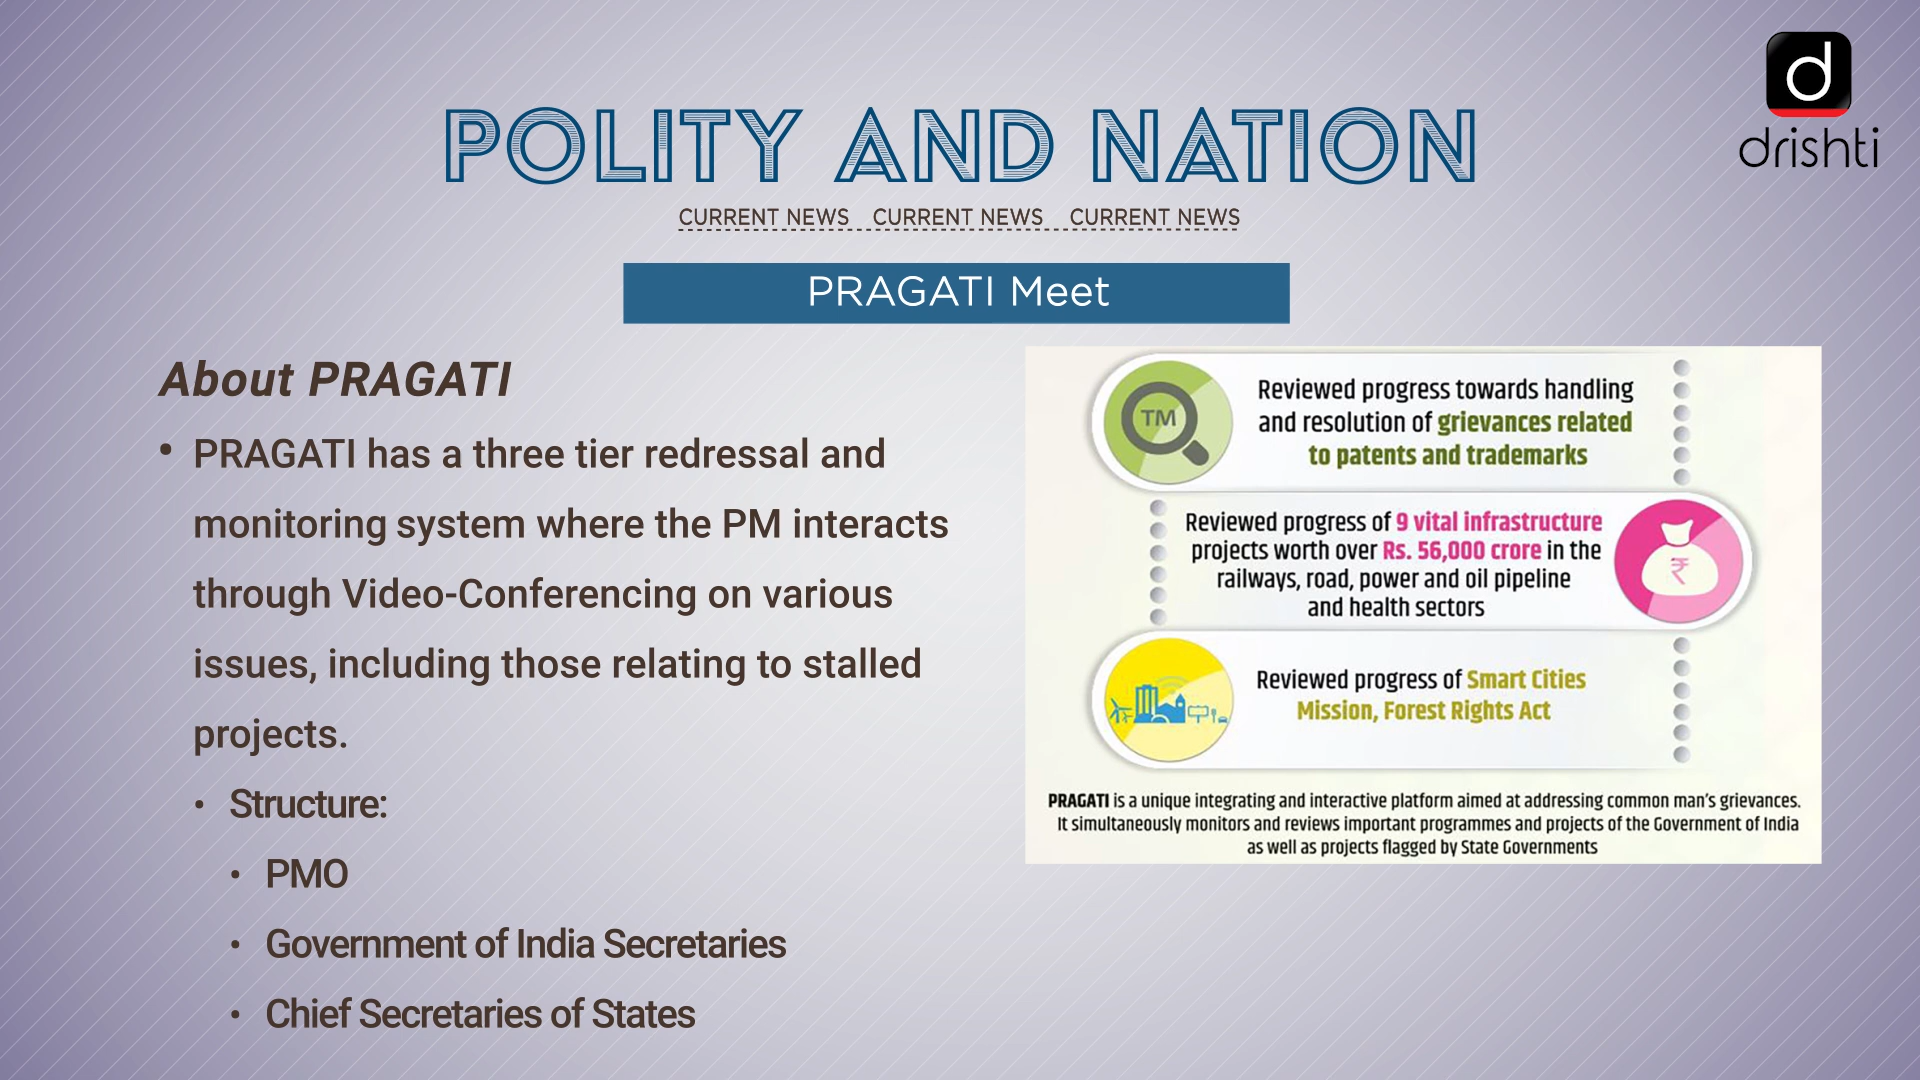 d
drishti
POLITY AND NATION
CURRENT NEWS CURRENT NEWS CURRENT NEWS
PRAGATI Meet
About PRAGATI
• PRAGATI has a three tier redressal and
monitoring system where the PM interacts
through Video-Conferencing on various
issues, including those relating to stalled
projects.
• Structure:
• PMO
• Government of India Secretaries
• Chief Secretaries of States
TM
Reviewed progress towards handling
and resolution of grievances related
to patents and trademarks
Reviewed progress of 9 vital infrastructure
projects worth over Rs. 56,000 crore in the
railways, road, power and oil pipeline
and health sectors
₹
Reviewed progress of Smart Cities
Mission, Forest Rights Act
PRAGATI is a unique integrating and interactive platform aimed at addressing common man's grievances.
It simultaneously monitors and reviews important programmes and projects of the Government of India
as well as projects flagged by State Governments